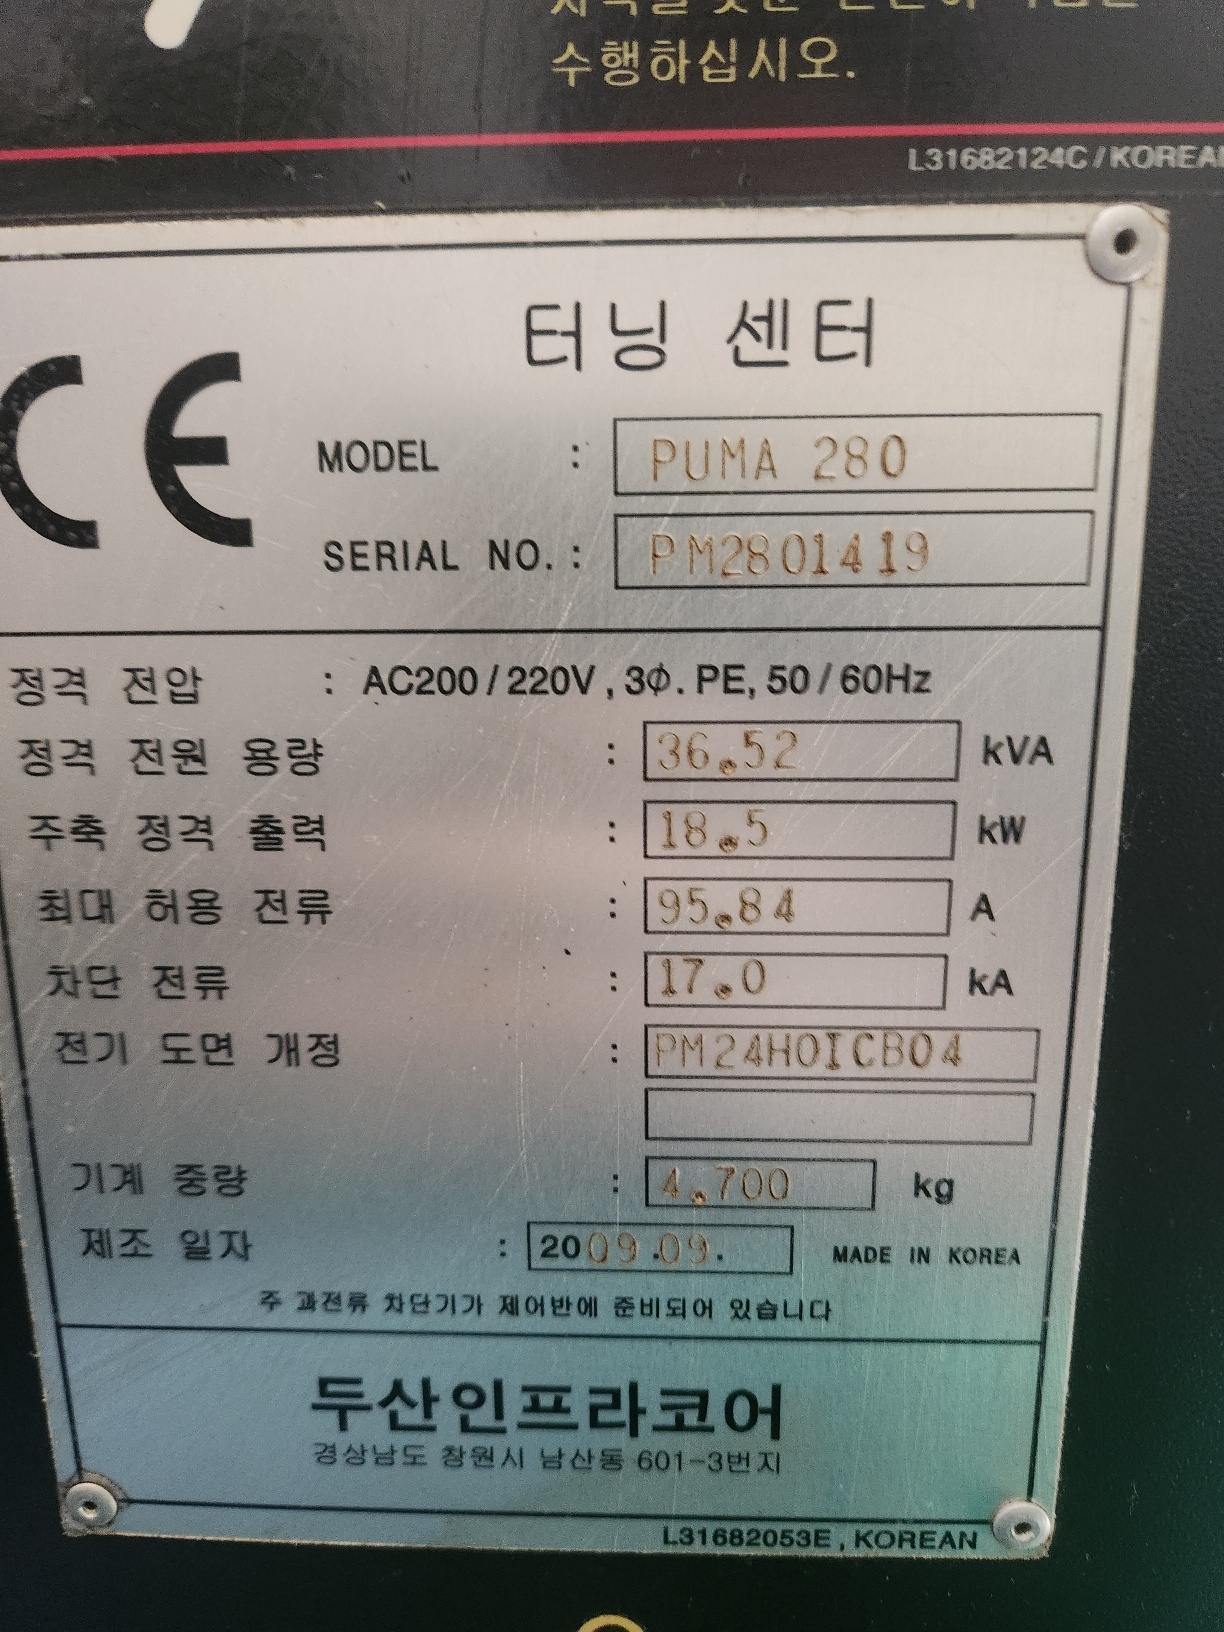 수행하십시오.
L31682124C/KOREAN
CE
터닝 센터
MODEL : PUMA 280
SERIAL NO. : PM2801419
정격 전압 : AC200/220V, 3Φ. PE, 50/60Hz
정격 전원 용량 : 36.52 kVA
주축 정격 출력 : 18.5 kW
최대 허용 전류 : 95.84 A
차단 전류 : 17.0 kA
전기 도면 개정 : PM24HOICB04
기계 중량 : 4.700 kg
제조 일자 : 2009.09. MADE IN KOREA
주 과전류 차단기가 제어반에 준비되어 있습니다
두산인프라코어
경상남도 창원시 남산동 601-3번지
L31682053E, KOREAN